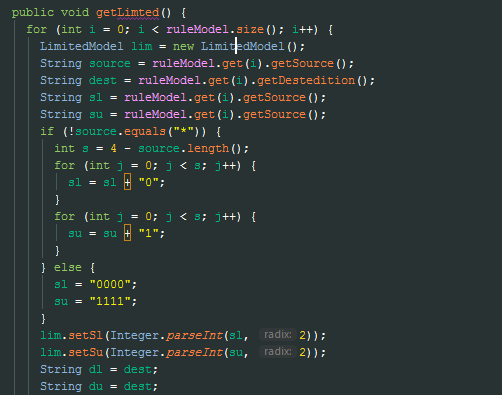 public void getLimted() {
for (int i = 0; i < ruleModel.size(); i++) {
LimitedModel lim = new LimitedModel();
String source = ruleModel.get(i).getSource();
String dest = ruleModel.get(i).getDestedition();
String sl = ruleModel.get(i).getSource();
String su = ruleModel.get(i).getSource();
if (!source.equals("*")) {
int s = 4 - source.length();
for (int j = 0; j < s; j++) {
sl = sl + "0";
}
for (int j = 0; j < s; j++) {
su = su + "1";
}
} else {
sl = "0000";
su = "1111";
}
lim.setSl(Integer.parseInt(sl, radix: 2));
lim.setSu(Integer.parseInt(su, radix: 2));
String dl = dest;
String du = dest;